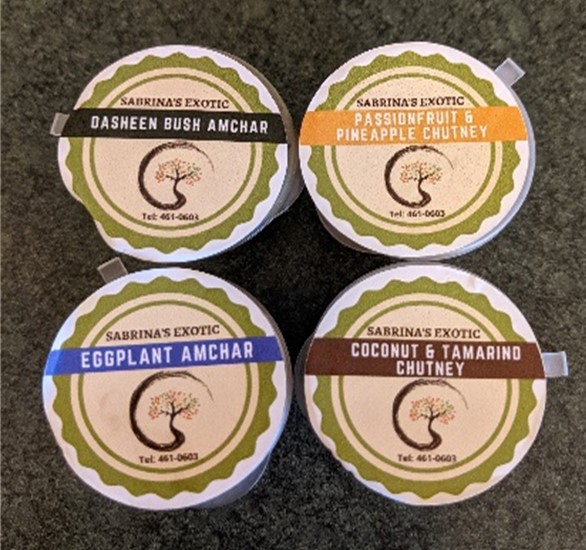 SABRINA'S EXOTIC
DASHEEN BUSH AMCHAR
Tel: 461-0603
SABRINA'S EXOTIC
PASSIONFRUIT &
PINEAPPLE CHUTNEY
Tel: 461-0603
SABRINA'S EXOTIC
EGGPLANT AMCHAR
Tel: 461-0603
SABRINA'S EXOTIC
COCONUT & TAMARIND
CHUTNEY
Tel: 461-0603